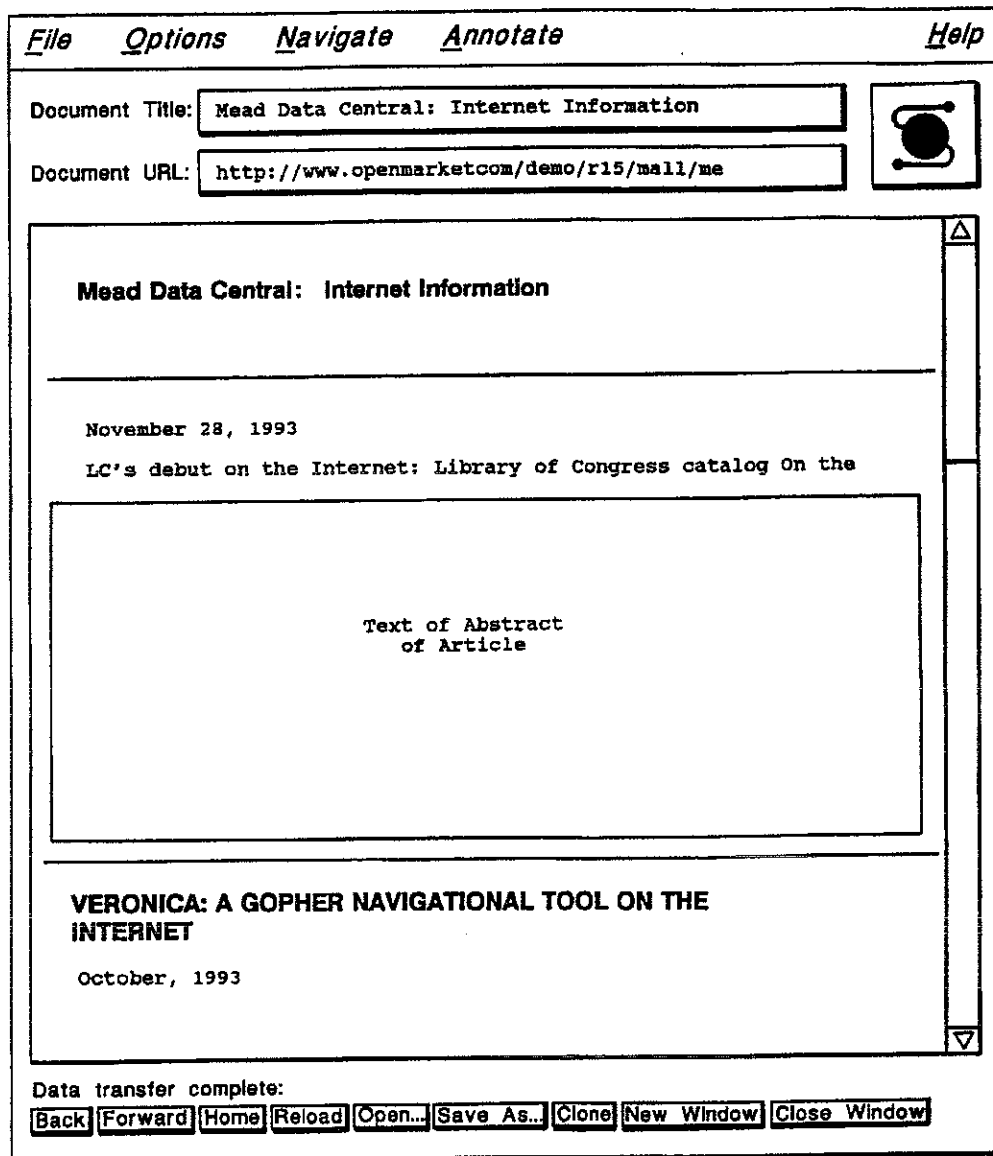 File Options Navigate Annotate Help
Document Title: Mead Data Central: Internet Information
Document URL: http://www.openmarketcom/demo/r15/mall/me
Mead Data Central: Internet Information
November 28, 1993
LC's debut on the Internet: Library of Congress catalog On the
Text of Abstract
of Article
VERONICA: A GOPHER NAVIGATIONAL TOOL ON THE
INTERNET
October, 1993
Data transfer complete:
Back Forward Home Reload Open... Save As... Clone New Window Close Window